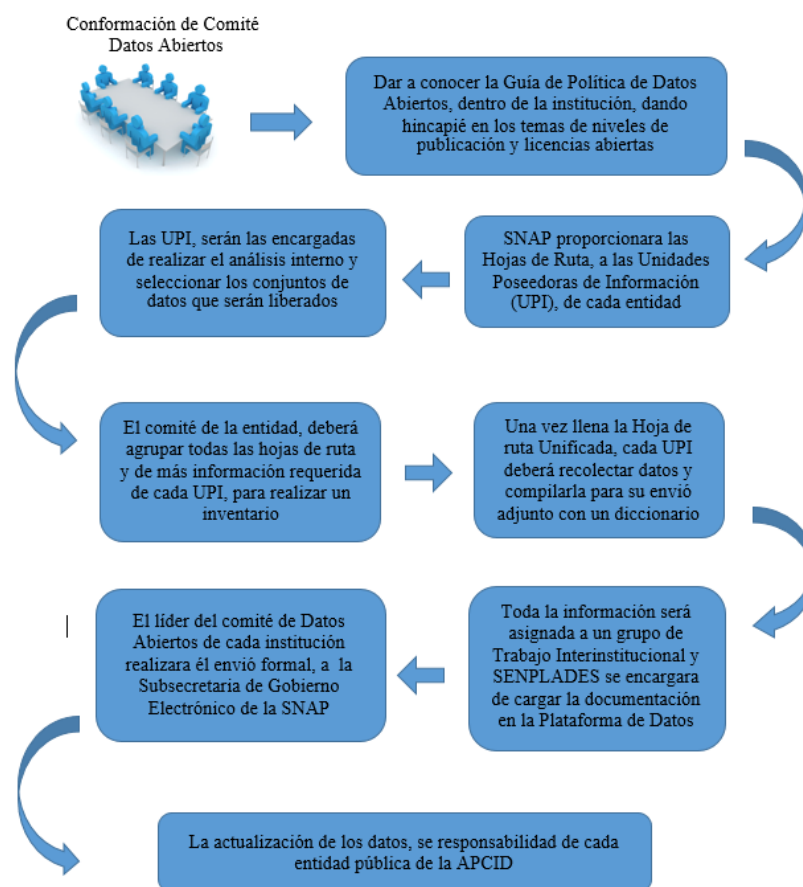 Conformación de Comité
Datos Abiertos
Dar a conocer la Guía de Política de Datos
Abiertos, dentro de la institución, dando
hincapié en los temas de niveles de
publicación y licencias abiertas
SNAP proporcionara las
Hojas de Ruta, a las Unidades
Poseedoras de Información
(UPI), de cada entidad
Las UPI, serán las encargadas
de realizar el análisis interno y
seleccionar los conjuntos de
datos que serán liberados
El comité de la entidad, deberá
agrupar todas las hojas de ruta
y de más información requerida
de cada UPI, para realizar un
inventario
Una vez llena la Hoja de
ruta Unificada, cada UPI
deberá recolectar datos y
compilarla para su envió
adjunto con un diccionario
Toda la información será
asignada a un grupo de
Trabajo Interinstitucional y
SENPLADES se encargara
de cargar la documentación
en la Plataforma de Datos
El líder del comité de Datos
Abiertos de cada institución
realizara él envió formal, a la
Subsecretaria de Gobierno
Electrónico de la SNAP
La actualización de los datos, se responsabilidad de cada
entidad pública de la APCID